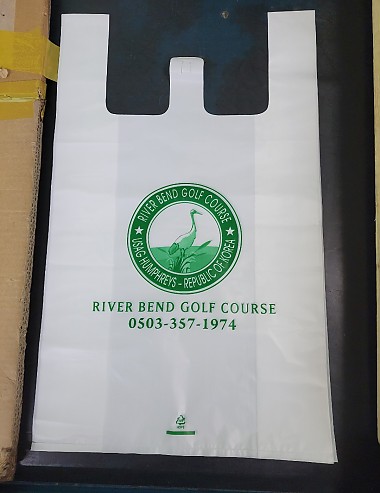 RIVER BEND GOLF COURSE
★ USAG HUMPHREYS - REPUBLIC OF KOREA ★
RIVER BEND GOLF COURSE
0503-357-1974